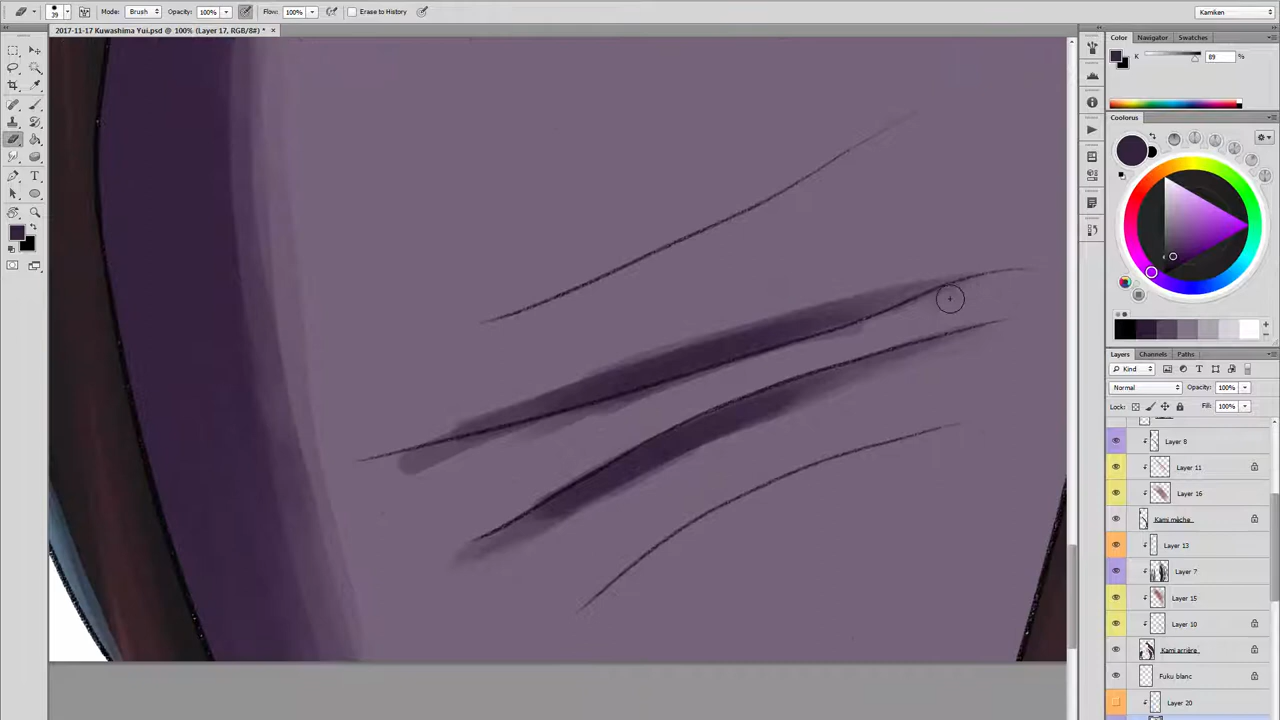 39 Mode: Brush Opacity: 100% Flow: 100% Erase to History Kamiken
2017-11-17 Kuwashima Yui.psd @ 100% (Layer 17, RGB/8#) * ×
Color Navigator Swatches
K 89 %
Coolorus
Layers Channels Paths
Kind
Normal Opacity: 100%
Lock: Fill: 100%
Layer 8
Layer 11
Layer 16
Kami mèche
Layer 13
Layer 7
Layer 15
Layer 10
Kami arrière
Fuku blanc
Layer 20